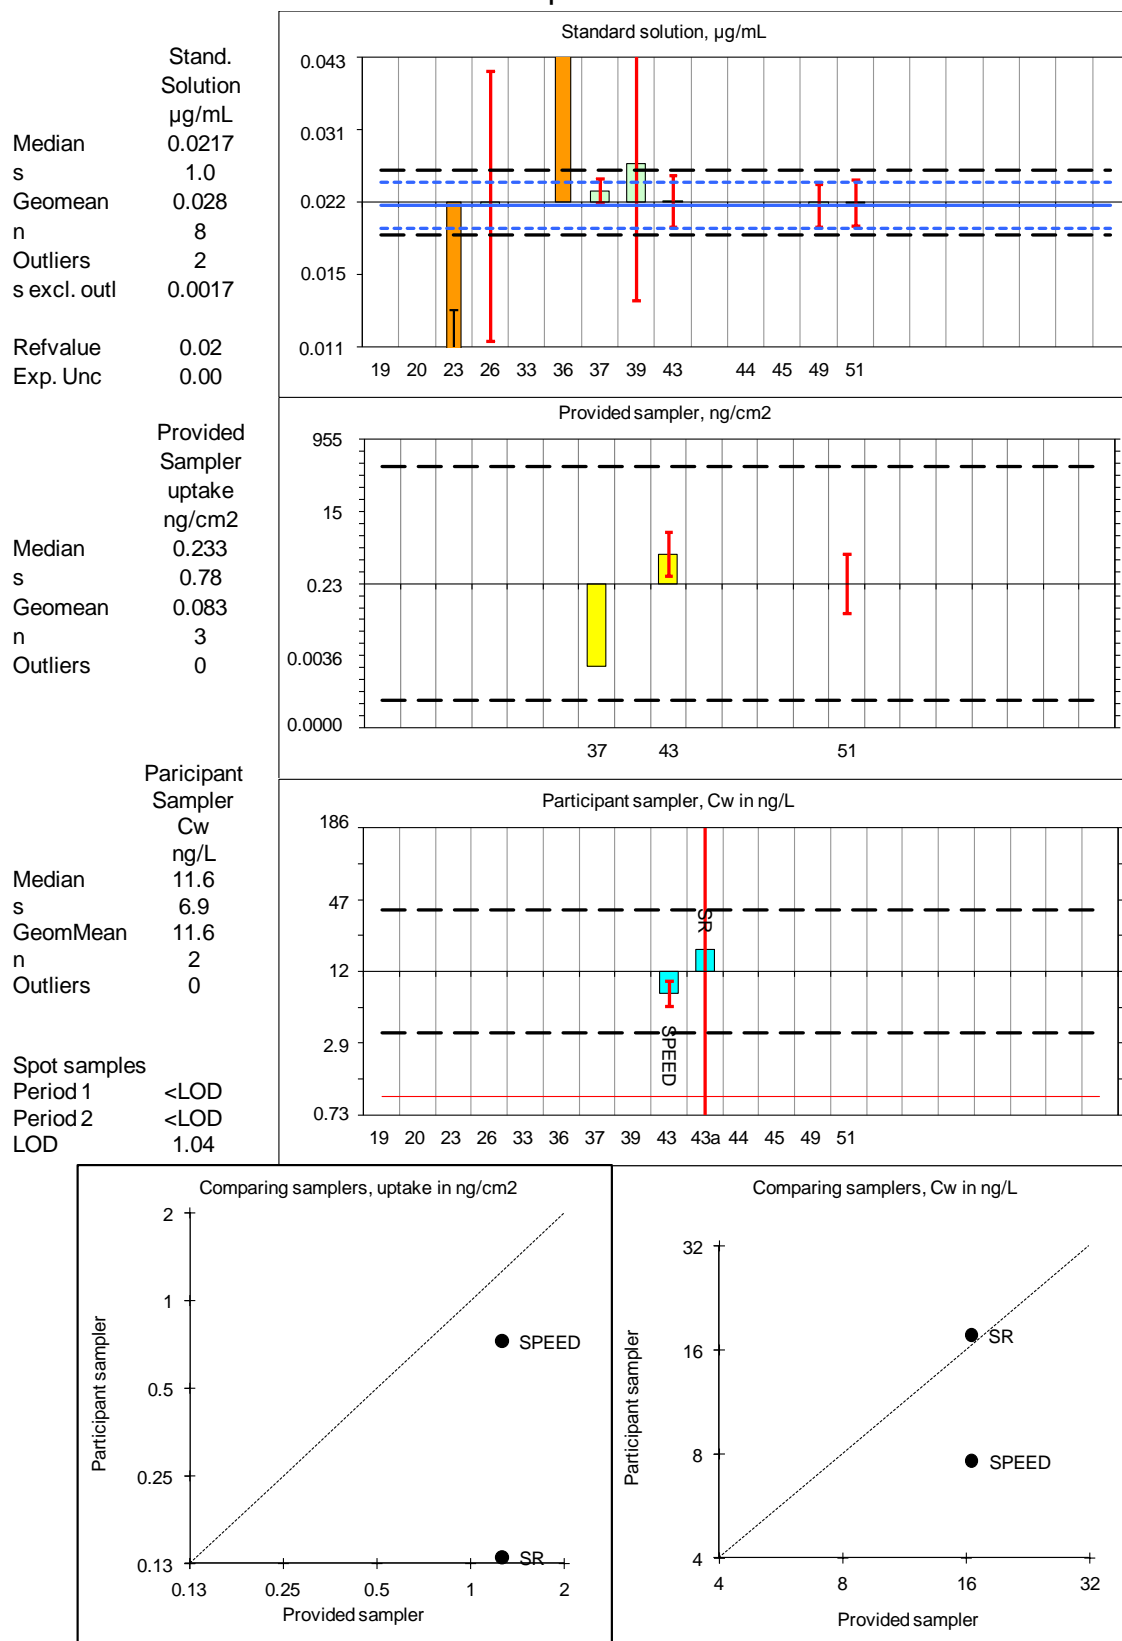 Stand.
Solution
µg/mL
Median 0.0217
s 1.0
Geomean 0.028
n 8
Outliers 2
s excl. outl 0.0017
Refvalue 0.02
Exp. Unc 0.00
Standard solution, µg/mL
0.043
0.031
0.022
0.015
0.011
19 20 23 26 33 36 37 39 43 44 45 49 51
Provided
Sampler
uptake
ng/cm2
Median 0.233
s 0.78
Geomean 0.083
n 3
Outliers 0
Provided sampler, ng/cm2
955
15
0.23
0.0036
0.0000
37 43 51
Paricipant
Sampler
Cw
ng/L
Median 11.6
s 6.9
GeomMean 11.6
n 2
Outliers 0
Spot samples
Period 1 <LOD
Period 2 <LOD
LOD 1.04
Participant sampler, Cw in ng/L
186
47
12
2.9
0.73
SR
SPEED
19 20 23 26 33 36 37 39 43 43a 44 45 49 51
Comparing samplers, uptake in ng/cm2
Participant sampler
2
1
0.5
0.25
0.13
SPEED
SR
0.13 0.25 0.5 1 2
Provided sampler
Comparing samplers, Cw in ng/L
Participant sampler
32
16
8
4
SR
SPEED
4 8 16 32
Provided sampler